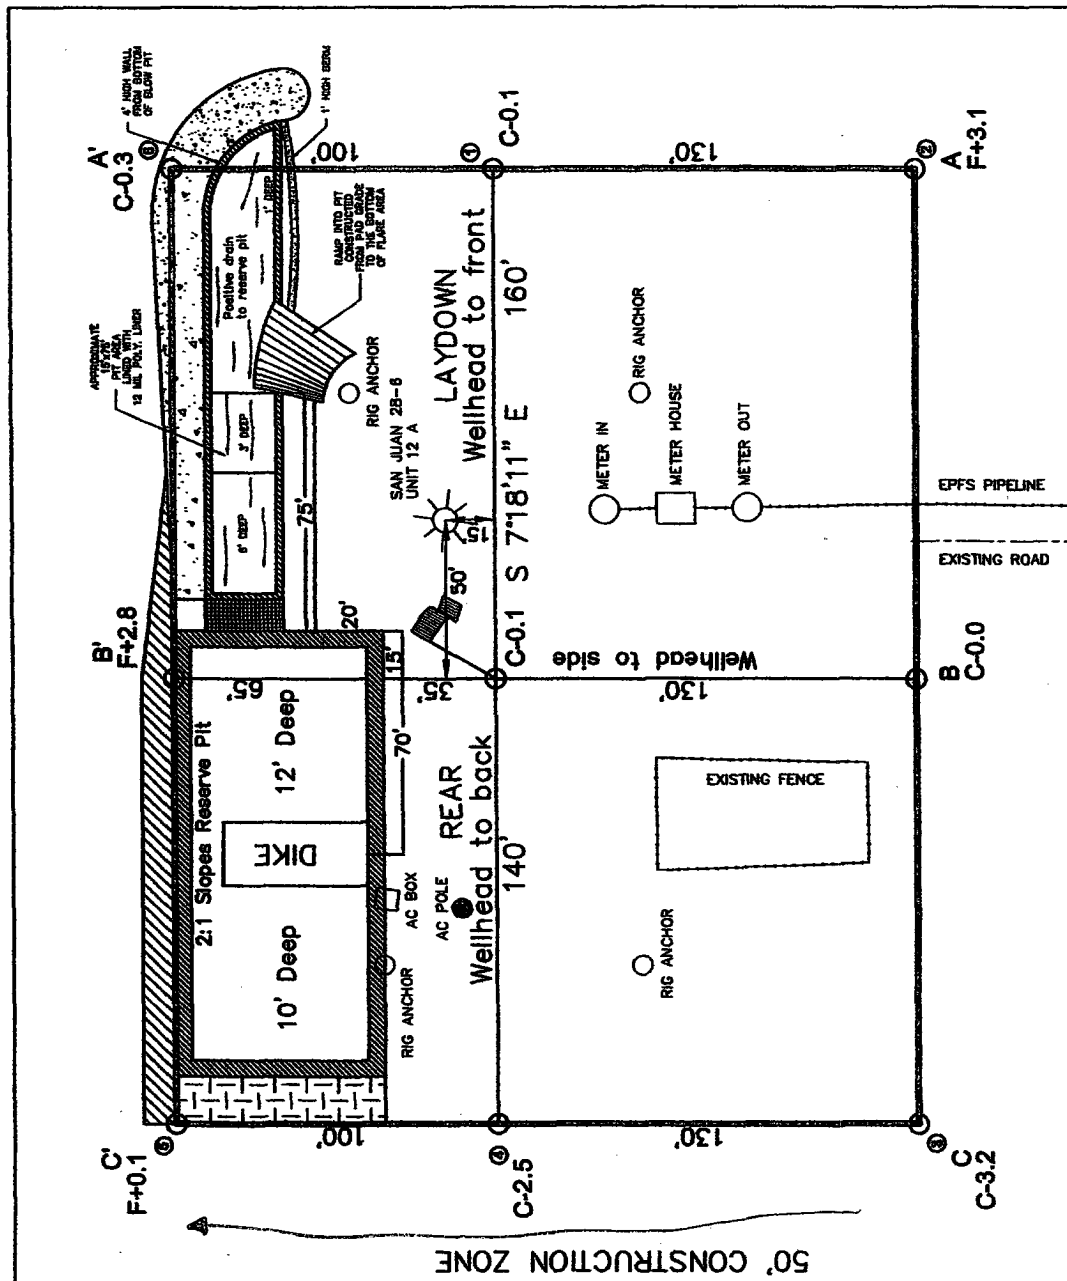 A'
C-0.3
⑥
4' HIGH WALL
FROM BOTTOM
OF BLOW PIT
1' HIGH BERM
100'
①
C-0.1
130'
②
A
F+3.1
APPROXIMATE
15'x75'
PIT AREA
LINED WITH
12 MIL POLY. LINER
Positive drain
to reserve pit
1' DEEP
RAMP INTO PIT
CONSTRUCTED
FROM PAD GRADE
TO THE BOTTOM
OF FLARE AREA
3' DEEP
75'
RIG ANCHOR
SAN JUAN 28-6
UNIT 12 A
LAYDOWN
Wellhead to front
160'
S 7°18'11" E
RIG ANCHOR
METER IN
METER HOUSE
METER OUT
EPFS PIPELINE
EXISTING ROAD
15'
50'
B'
F+2.8
20'
15'
65'
35'
C-0.1
Wellhead to side
130'
B
C-0.0
2:1 Slopes Reserve Pit
12' Deep
DIKE
10' Deep
70'
AC BOX
AC POLE
RIG ANCHOR
REAR
Wellhead to back
140'
EXISTING FENCE
RIG ANCHOR
C'
F+0.1
⑤
100'
④
C-2.5
130'
③
C
C-3.2
50' CONSTRUCTION ZONE